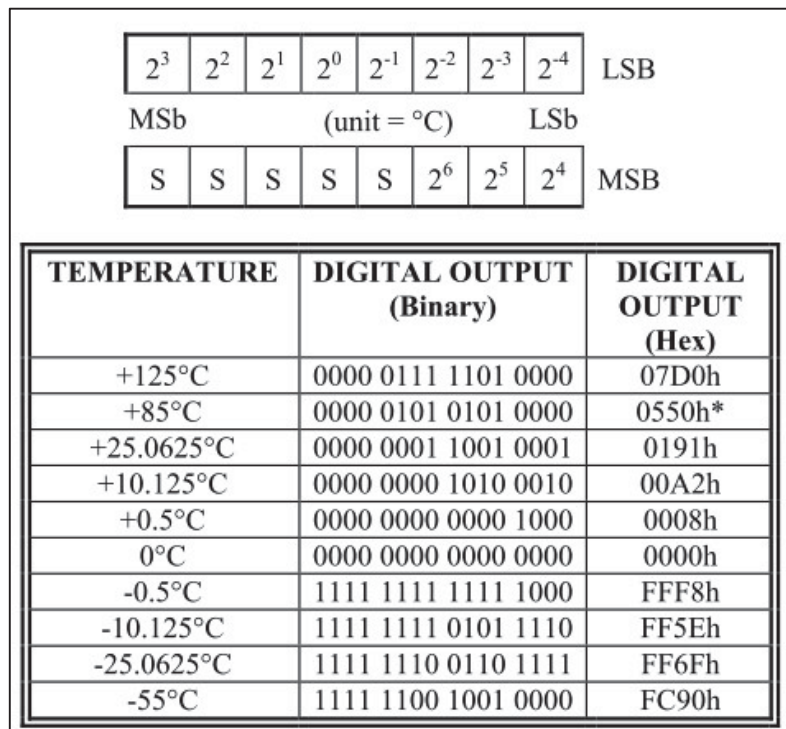 2³ 2² 2¹ 2⁰ 2⁻¹ 2⁻² 2⁻³ 2⁻⁴ LSB
MSb (unit = °C) LSb
S S S S S 2⁶ 2⁵ 2⁴ MSB
TEMPERATURE DIGITAL OUTPUT (Binary) DIGITAL OUTPUT (Hex)
+125°C 0000 0111 1101 0000 07D0h
+85°C 0000 0101 0101 0000 0550h*
+25.0625°C 0000 0001 1001 0001 0191h
+10.125°C 0000 0000 1010 0010 00A2h
+0.5°C 0000 0000 0000 1000 0008h
0°C 0000 0000 0000 0000 0000h
-0.5°C 1111 1111 1111 1000 FFF8h
-10.125°C 1111 1111 0101 1110 FF5Eh
-25.0625°C 1111 1110 0110 1111 FF6Fh
-55°C 1111 1100 1001 0000 FC90h